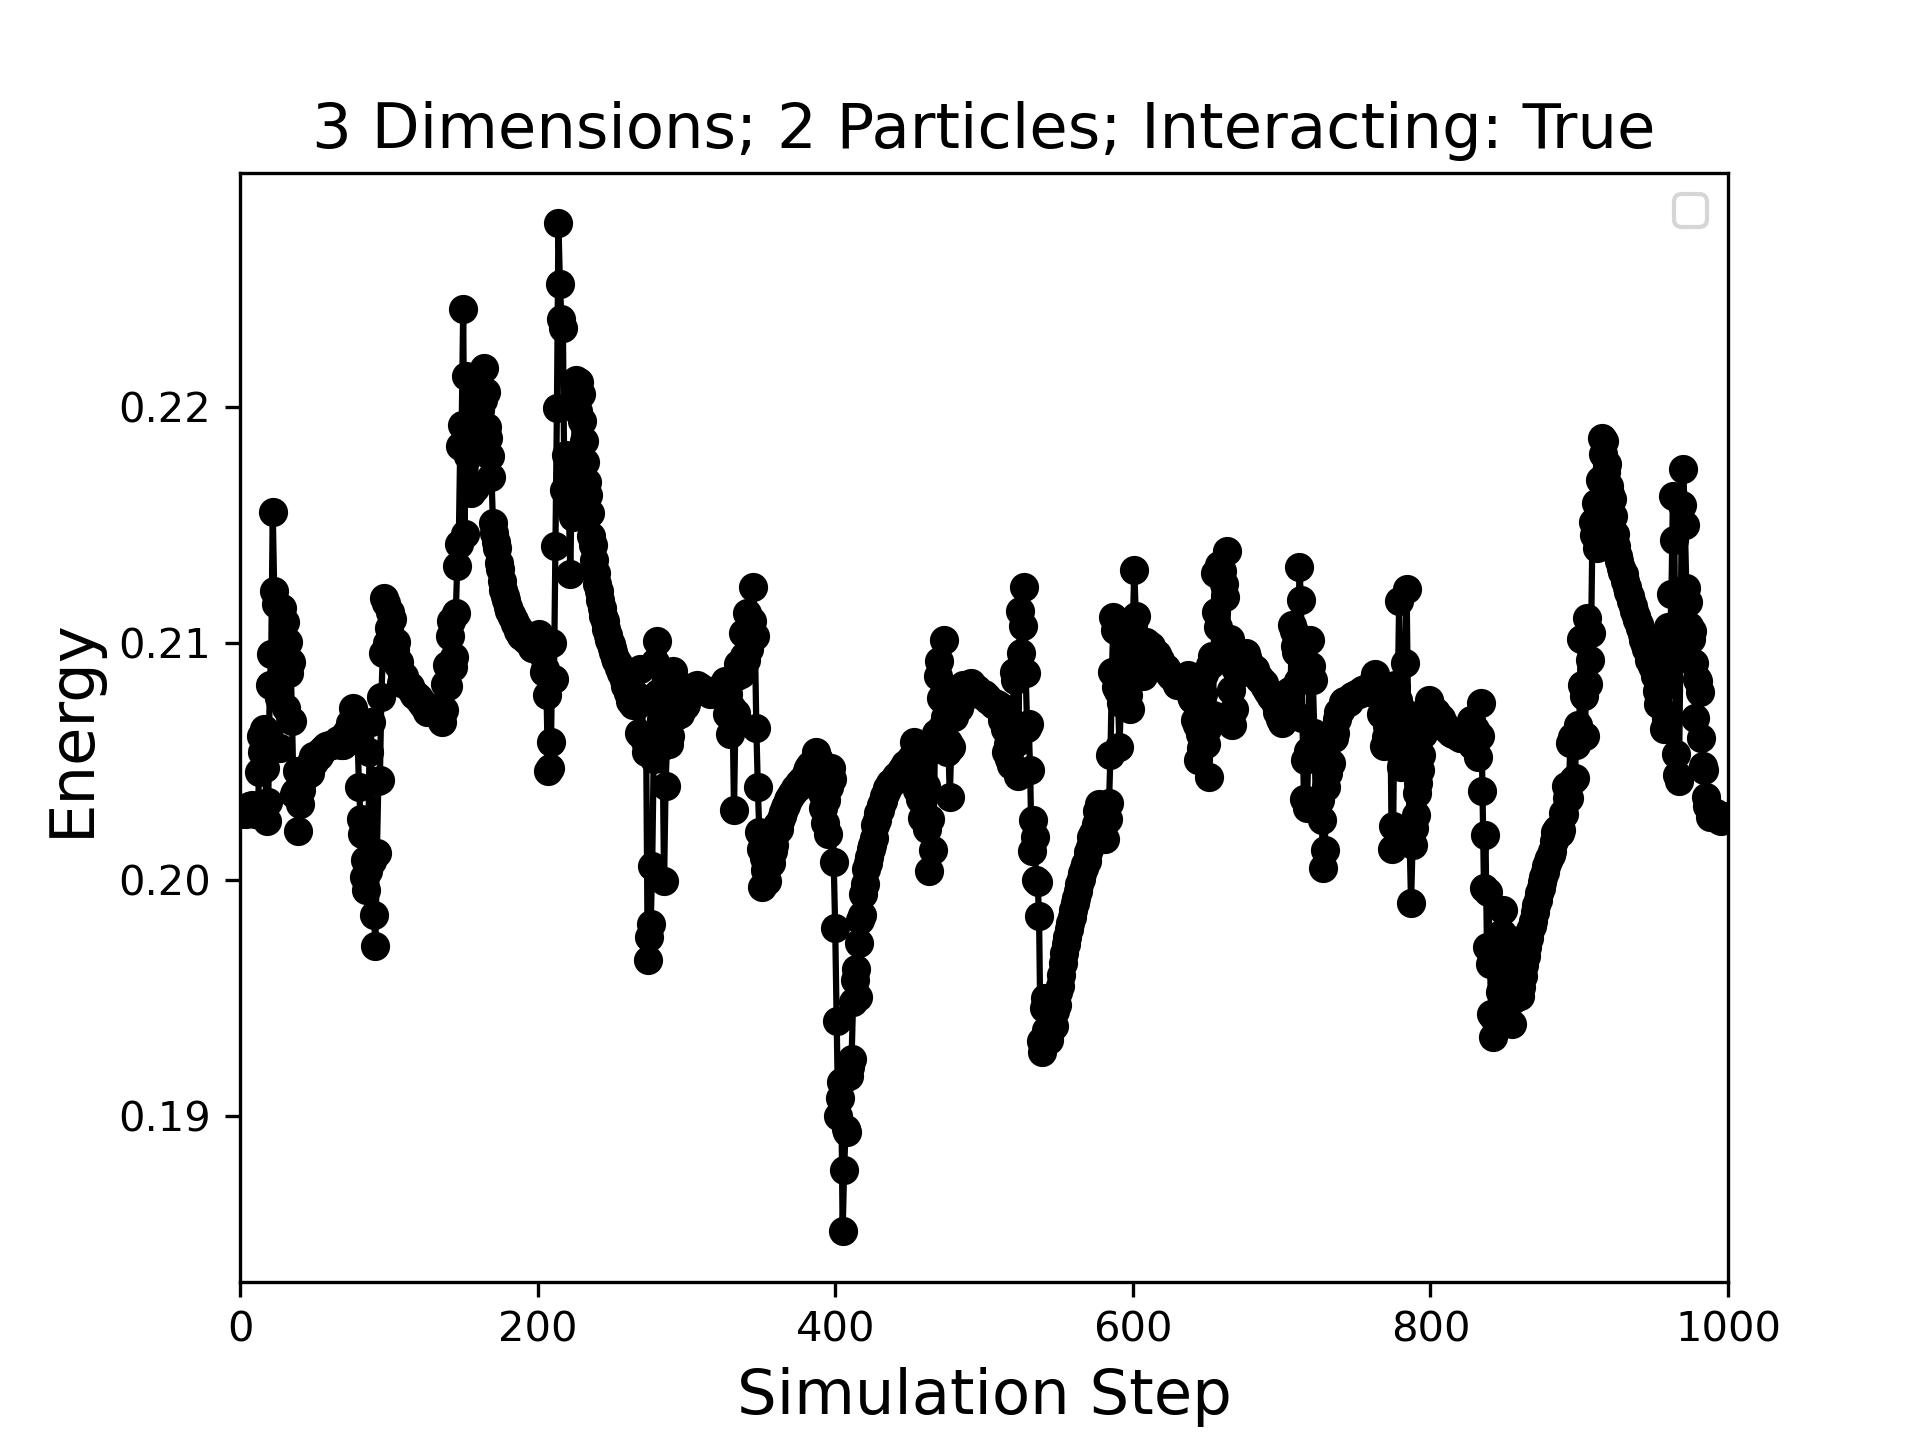 3 Dimensions; 2 Particles; Interacting: True
Energy
0.22
0.21
0.20
0.19
0 200 400 600 800 1000
Simulation Step